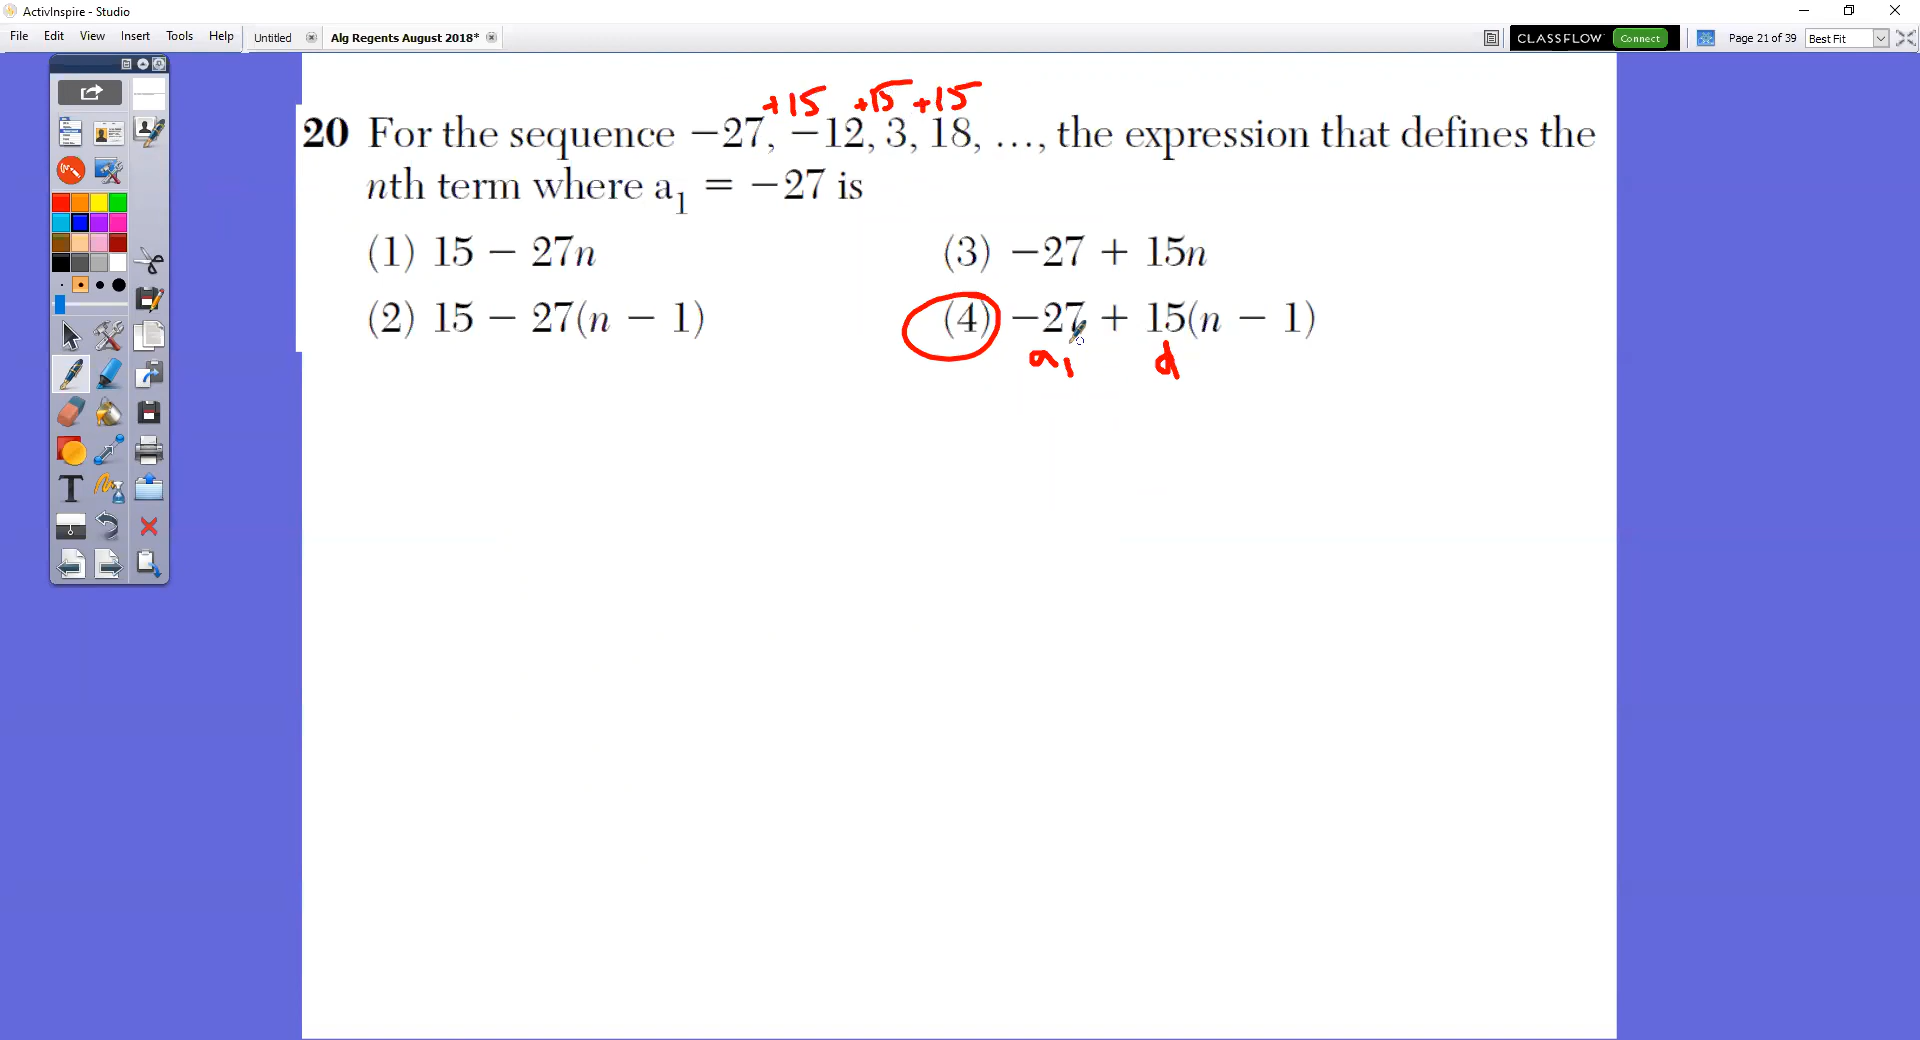 ActivInspire - Studio
File Edit View Insert Tools Help Untitled Alg Regents August 2018* CLASSFLOW Connect Page 21 of 39 Best Fit
+15 +15 +15
20 For the sequence −27, −12, 3, 18, …, the expression that defines the
nth term where a₁ = −27 is
(1) 15 − 27n (3) −27 + 15n
(2) 15 − 27(n − 1) (4) −27 + 15(n − 1)
a₁ d